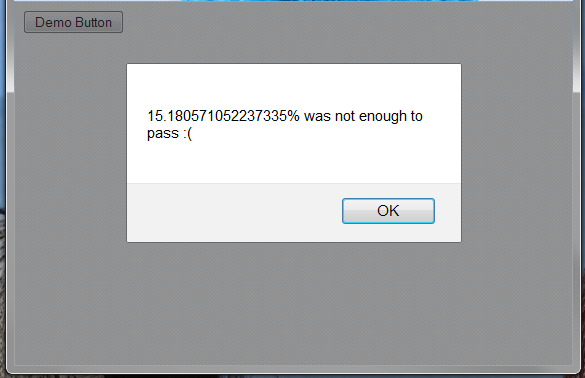 Demo Button
15.180571052237335% was not enough to
pass :(
OK